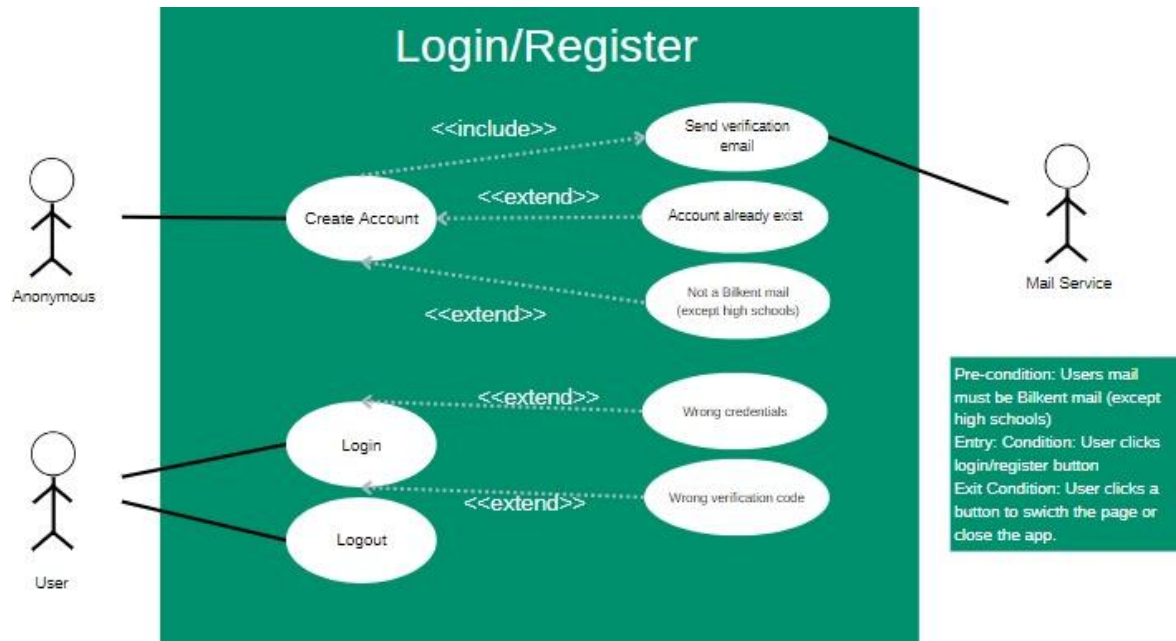 Login/Register
<<include>>
Send verification
email
<<extend>>
Create Account
Account already exist
Anonymous
Mail Service
Not a Bilkent mail
(except high schools)
<<extend>>
Pre-condition: Users mail
must be Bilkent mail (except
high schools)
Entry: Condition: User clicks
login/register button
Exit Condition: User clicks a
button to swicth the page or
close the app.
<<extend>>
Wrong credentials
Login
<<extend>>
Wrong verification code
Logout
User